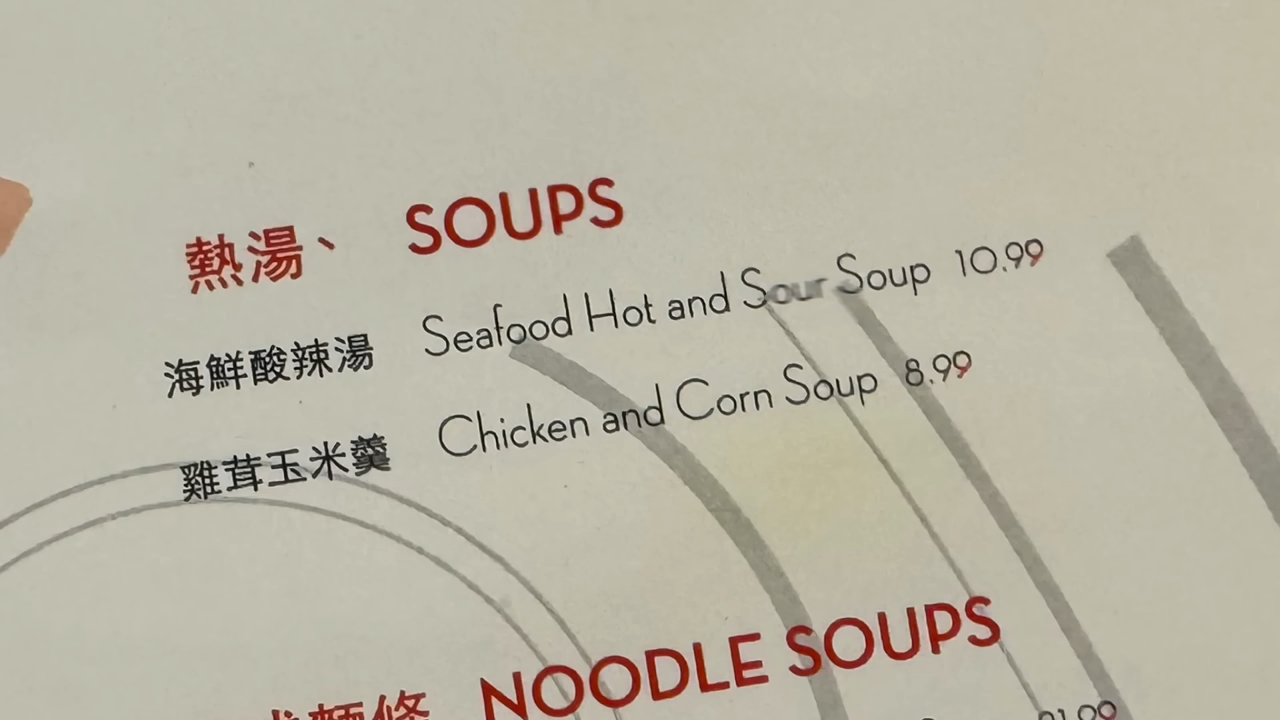 熱湯、 SOUPS
海鮮酸辣湯 Seafood Hot and Sour Soup 10.99
雞茸玉米羹 Chicken and Corn Soup 8.99
NOODLE SOUPS